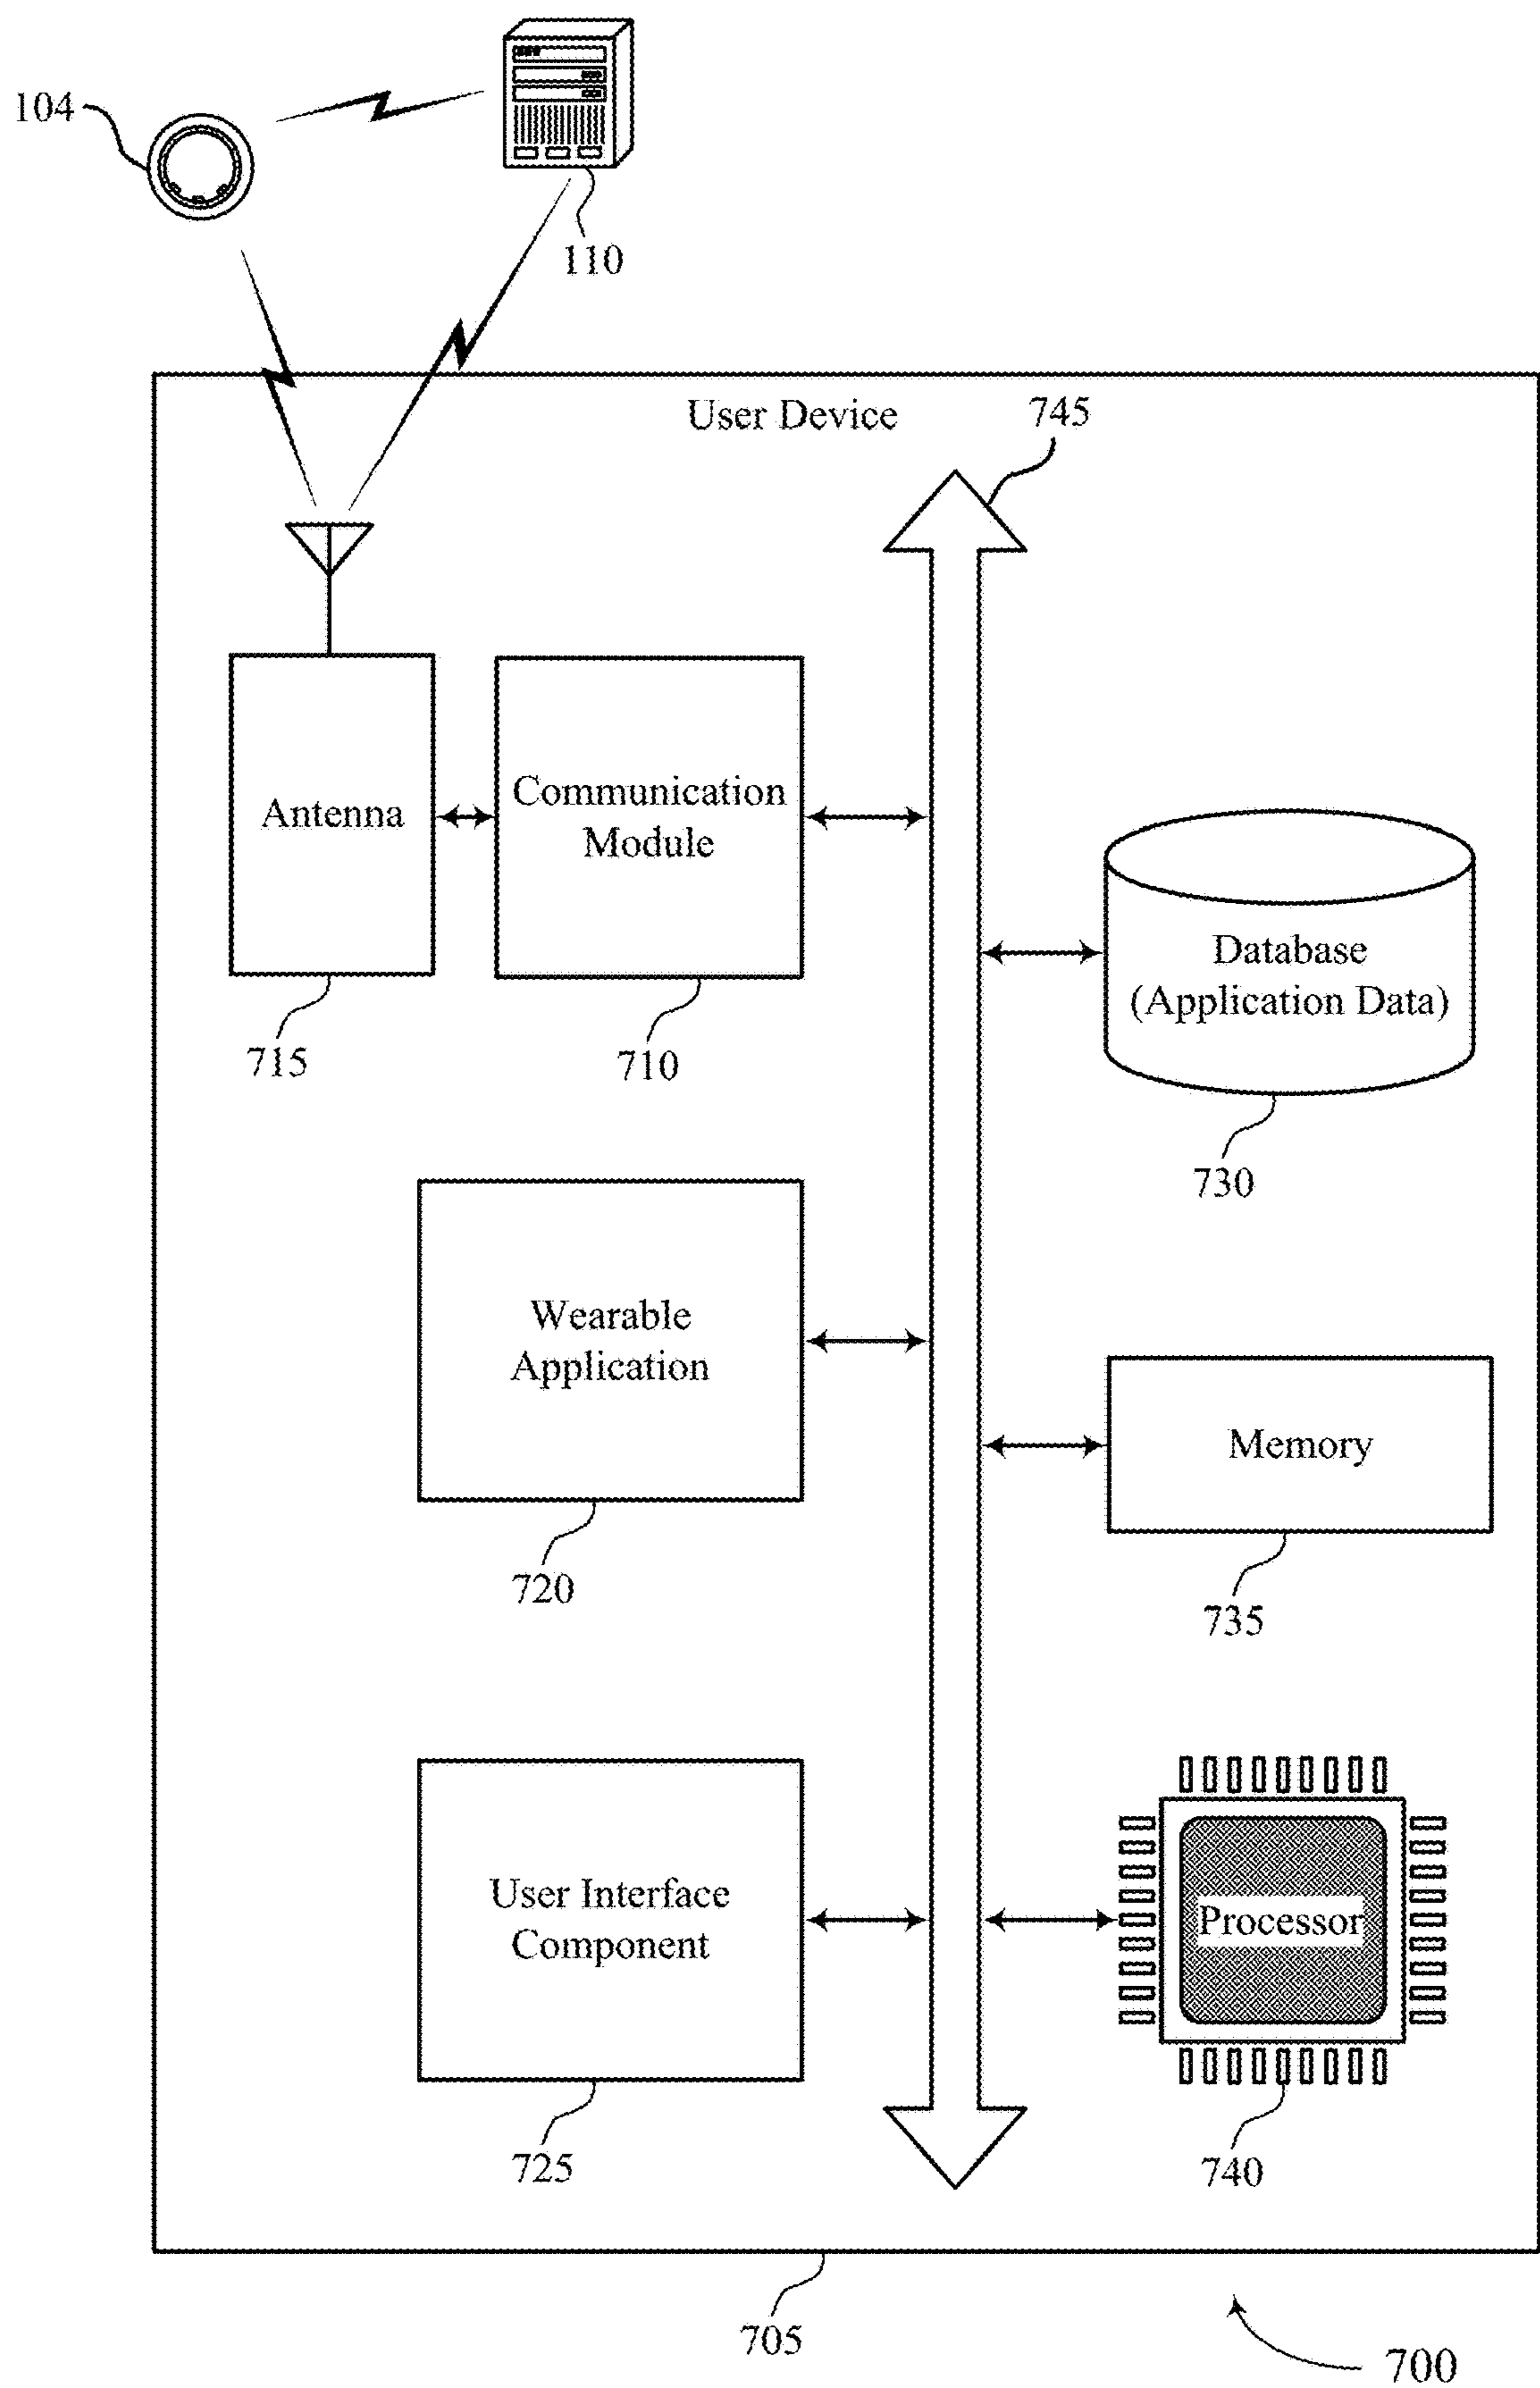 104
110
User Device
745
Antenna
Communication
Module
715
710
Database
(Application Data)
730
Wearable
Application
720
Memory
735
User Interface
Component
725
Processor
740
705
700